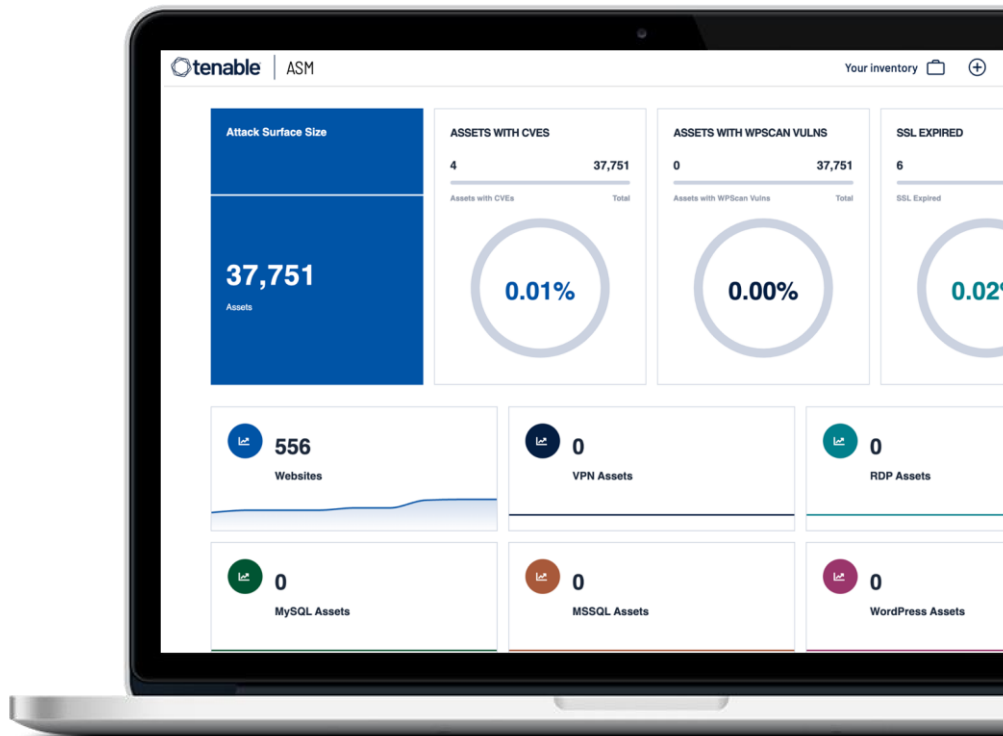 tenable ASM Your inventory
Attack Surface Size
37,751
Assets
ASSETS WITH CVES
4 37,751
Assets with CVEs Total
0.01%
ASSETS WITH WPSCAN VULNS
0 37,751
Assets with WPScan Vulns Total
0.00%
SSL EXPIRED
6
SSL Expired
0.02%
556
Websites
0
VPN Assets
0
RDP Assets
0
MySQL Assets
0
MSSQL Assets
0
WordPress Assets